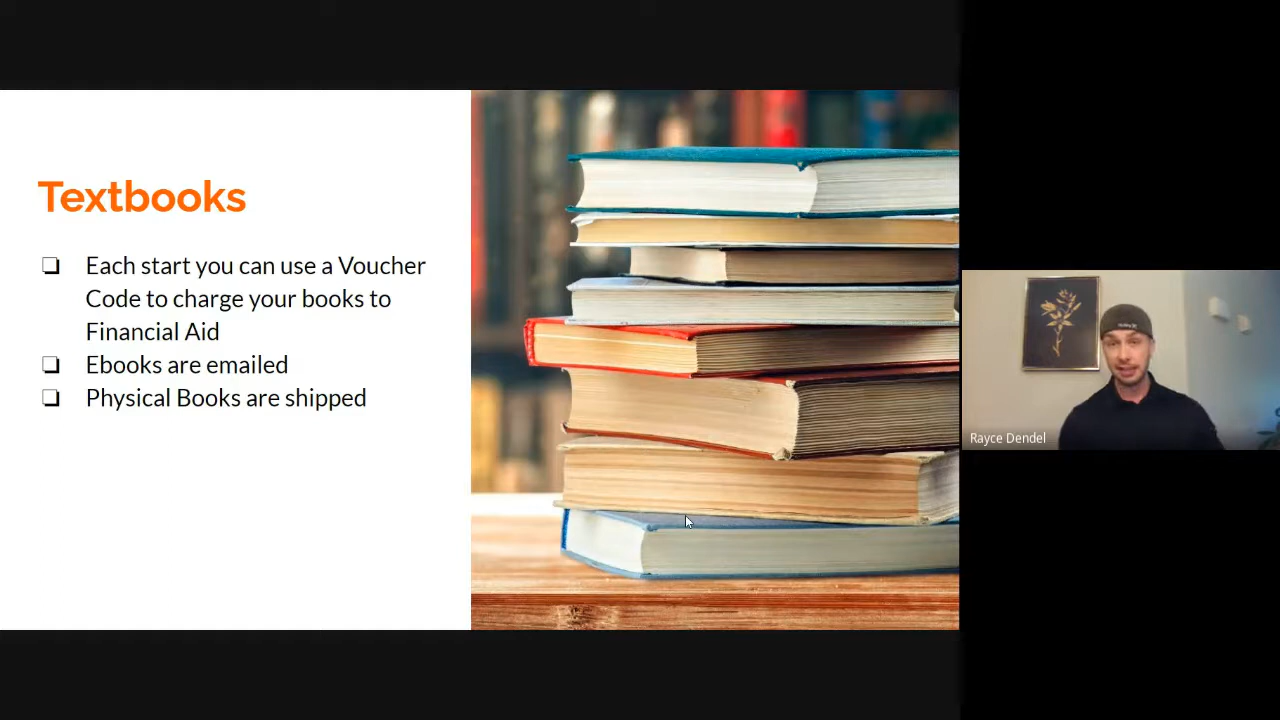 Textbooks
❏ Each start you can use a Voucher
Code to charge your books to
Financial Aid
❏ Ebooks are emailed
❏ Physical Books are shipped
Rayce Dendel